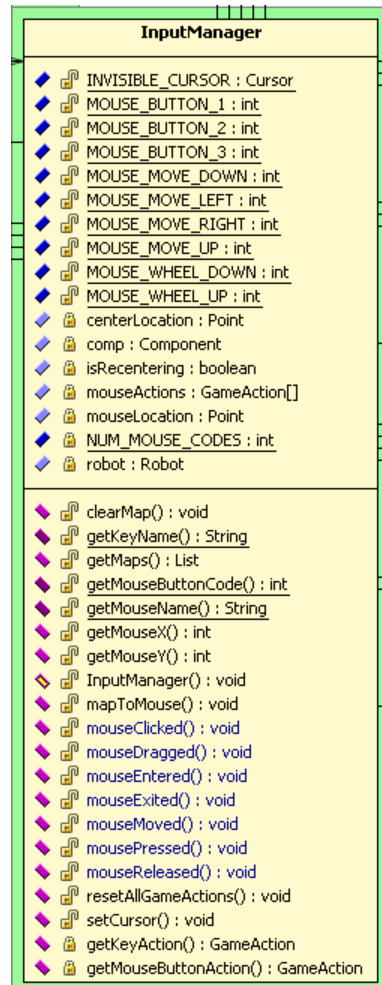 InputManager
INVISIBLE_CURSOR : Cursor
MOUSE_BUTTON_1 : int
MOUSE_BUTTON_2 : int
MOUSE_BUTTON_3 : int
MOUSE_MOVE_DOWN : int
MOUSE_MOVE_LEFT : int
MOUSE_MOVE_RIGHT : int
MOUSE_MOVE_UP : int
MOUSE_WHEEL_DOWN : int
MOUSE_WHEEL_UP : int
centerLocation : Point
comp : Component
isRecentering : boolean
mouseActions : GameAction[]
mouseLocation : Point
NUM_MOUSE_CODES : int
robot : Robot
clearMap() : void
getKeyName() : String
getMaps() : List
getMouseButtonCode() : int
getMouseName() : String
getMouseX() : int
getMouseY() : int
InputManager() : void
mapToMouse() : void
mouseClicked() : void
mouseDragged() : void
mouseEntered() : void
mouseExited() : void
mouseMoved() : void
mousePressed() : void
mouseReleased() : void
resetAllGameActions() : void
setCursor() : void
getKeyAction() : GameAction
getMouseButtonAction() : GameAction